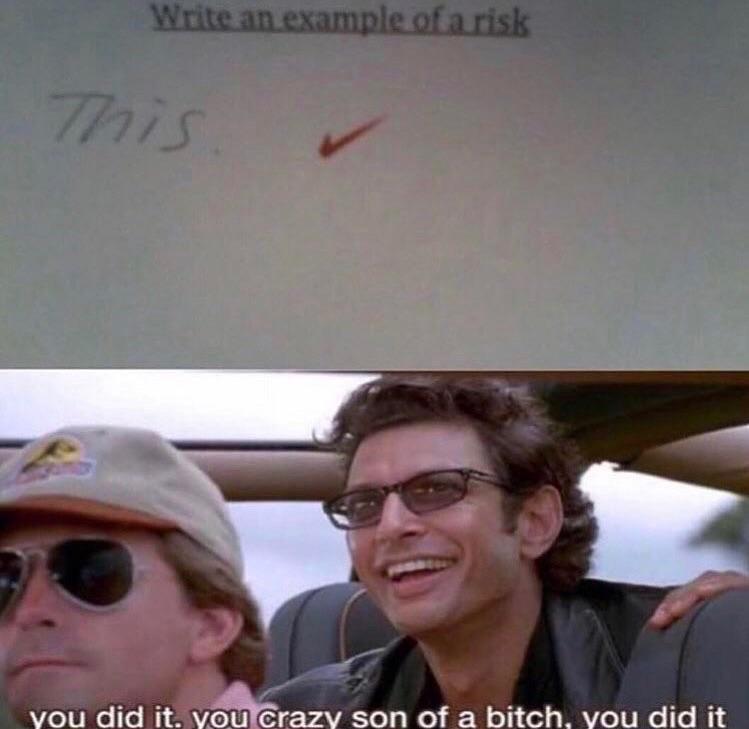 Write an example of a risk
This.
you did it. you crazy son of a bitch, you did it